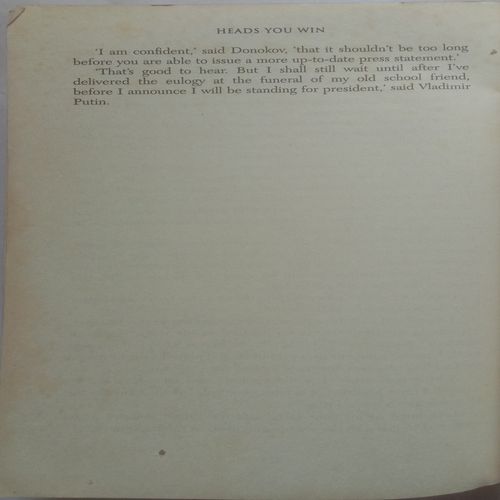 HEADS YOU WIN
‘I am confident,’ said Donokov, ‘that it shouldn’t be too long
before you are able to issue a more up-to-date press statement.’
‘That’s good to hear. But I shall still wait until after I’ve
delivered the eulogy at the funeral of my old school friend,
before I announce I will be standing for president,’ said Vladimir
Putin.